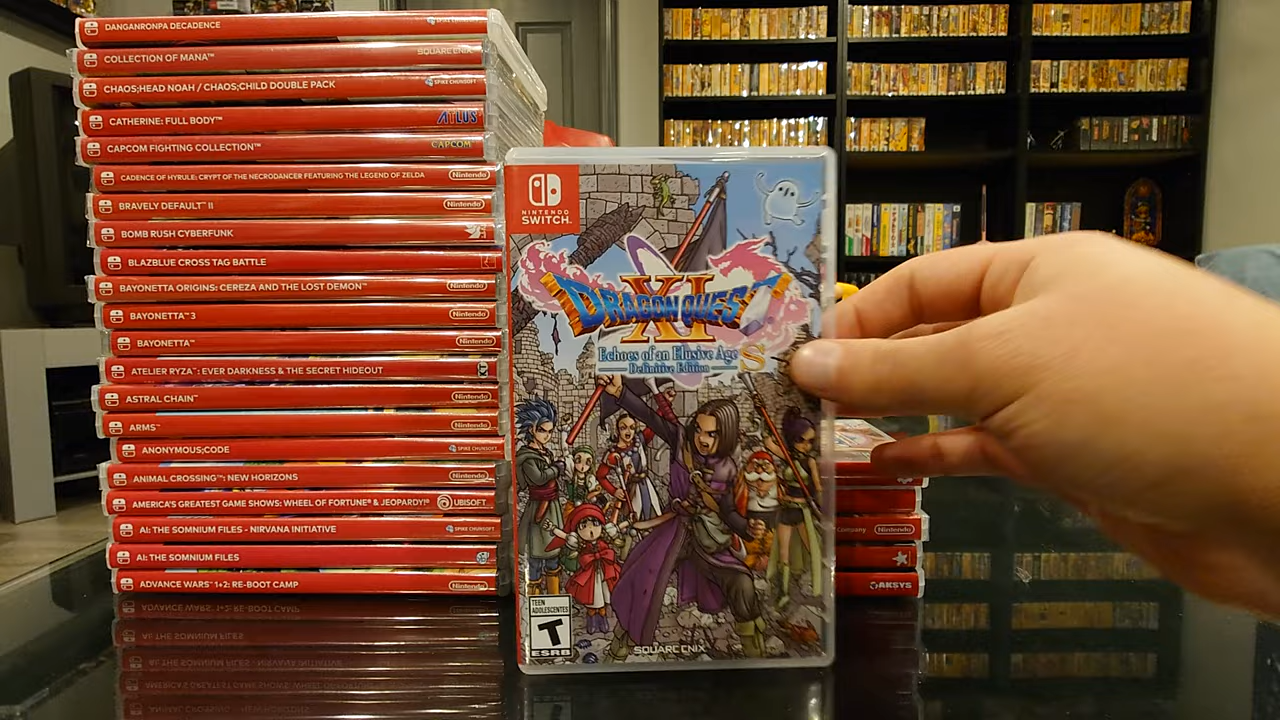 DANGANRONPA DECADENCE
COLLECTION OF MANA™ SQUARE ENIX
CHAOS;HEAD NOAH / CHAOS;CHILD DOUBLE PACK SPIKE CHUNSOFT
CATHERINE: FULL BODY™ ATLUS
CAPCOM FIGHTING COLLECTION™ CAPCOM
CADENCE OF HYRULE: CRYPT OF THE NECRODANCER FEATURING THE LEGEND OF ZELDA Nintendo
BRAVELY DEFAULT™ II Nintendo
BOMB RUSH CYBERFUNK
BLAZBLUE CROSS TAG BATTLE
BAYONETTA ORIGINS: CEREZA AND THE LOST DEMON™ Nintendo
BAYONETTA™ 3 Nintendo
BAYONETTA™ Nintendo
ATELIER RYZA™: EVER DARKNESS & THE SECRET HIDEOUT KT
ASTRAL CHAIN™ Nintendo
ARMS™ Nintendo
ANONYMOUS;CODE SPIKE CHUNSOFT
ANIMAL CROSSING™: NEW HORIZONS Nintendo
AMERICA'S GREATEST GAME SHOWS: WHEEL OF FORTUNE® & JEOPARDY!® UBISOFT
AI: THE SOMNIUM FILES - NIRVANA INITIATIVE SPIKE CHUNSOFT
AI: THE SOMNIUM FILES
ADVANCE WARS™ 1+2: RE-BOOT CAMP Nintendo
NINTENDO
SWITCH™
DRAGON QUEST
XI
Echoes of an Elusive Age S
Definitive Edition
TEEN
ADOLESCENTES
T
ESRB
SQUARE ENIX
Company Nintendo
AKSYS